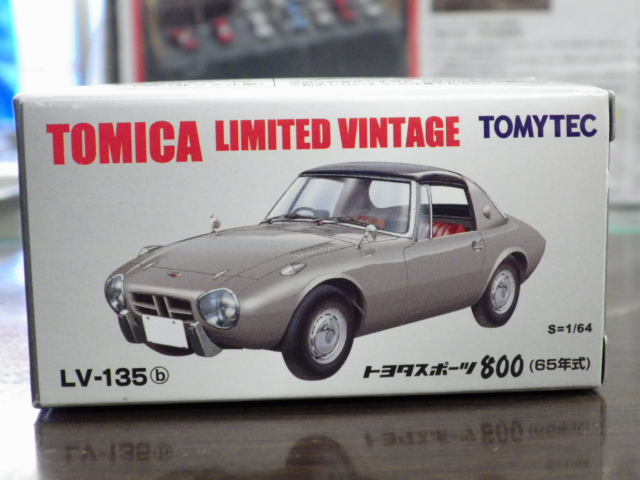 TOMICA LIMITED VINTAGE TOMYTEC
S=1/64
LV-135ⓑ トヨタスポーツ800 (65年式)